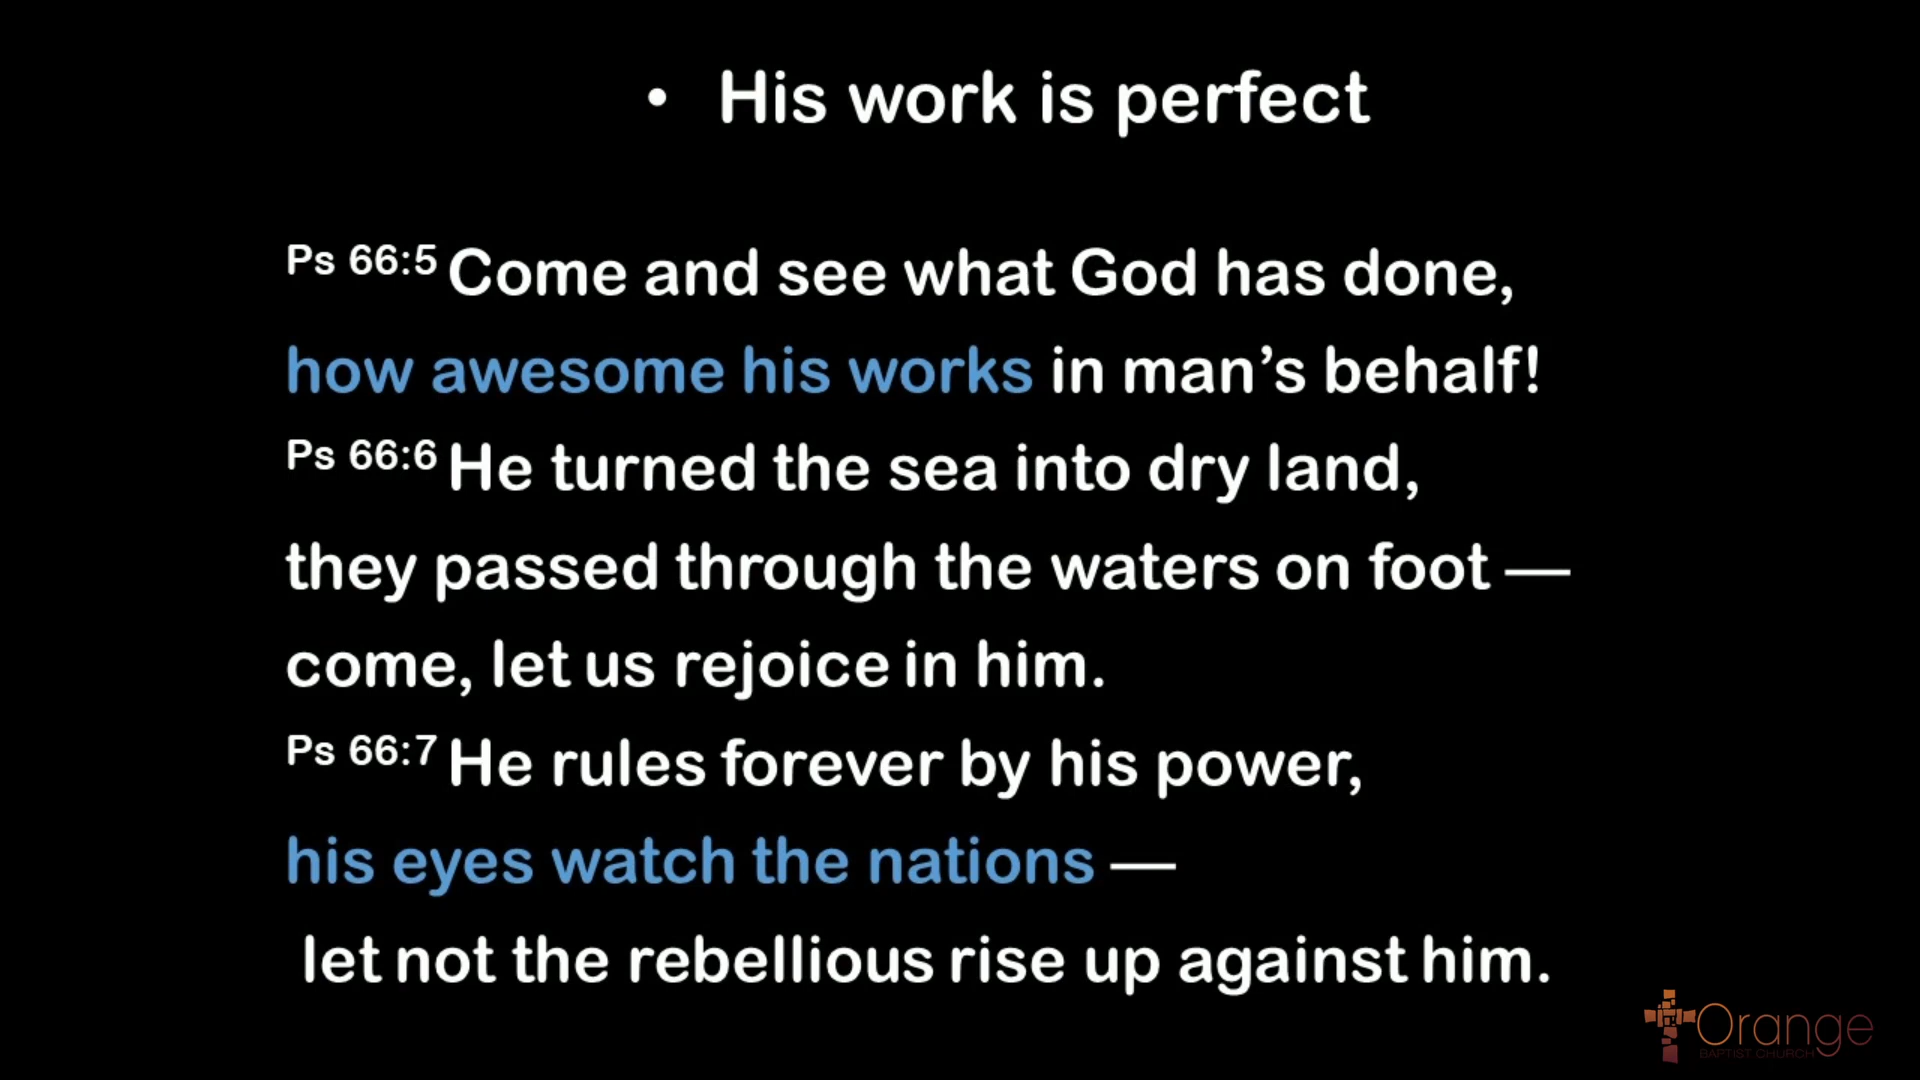 • His work is perfect
Ps 66:5 Come and see what God has done,
how awesome his works in man’s behalf!
Ps 66:6 He turned the sea into dry land,
they passed through the waters on foot —
come, let us rejoice in him.
Ps 66:7 He rules forever by his power,
his eyes watch the nations —
let not the rebellious rise up against him.
Orange
BAPTIST CHURCH